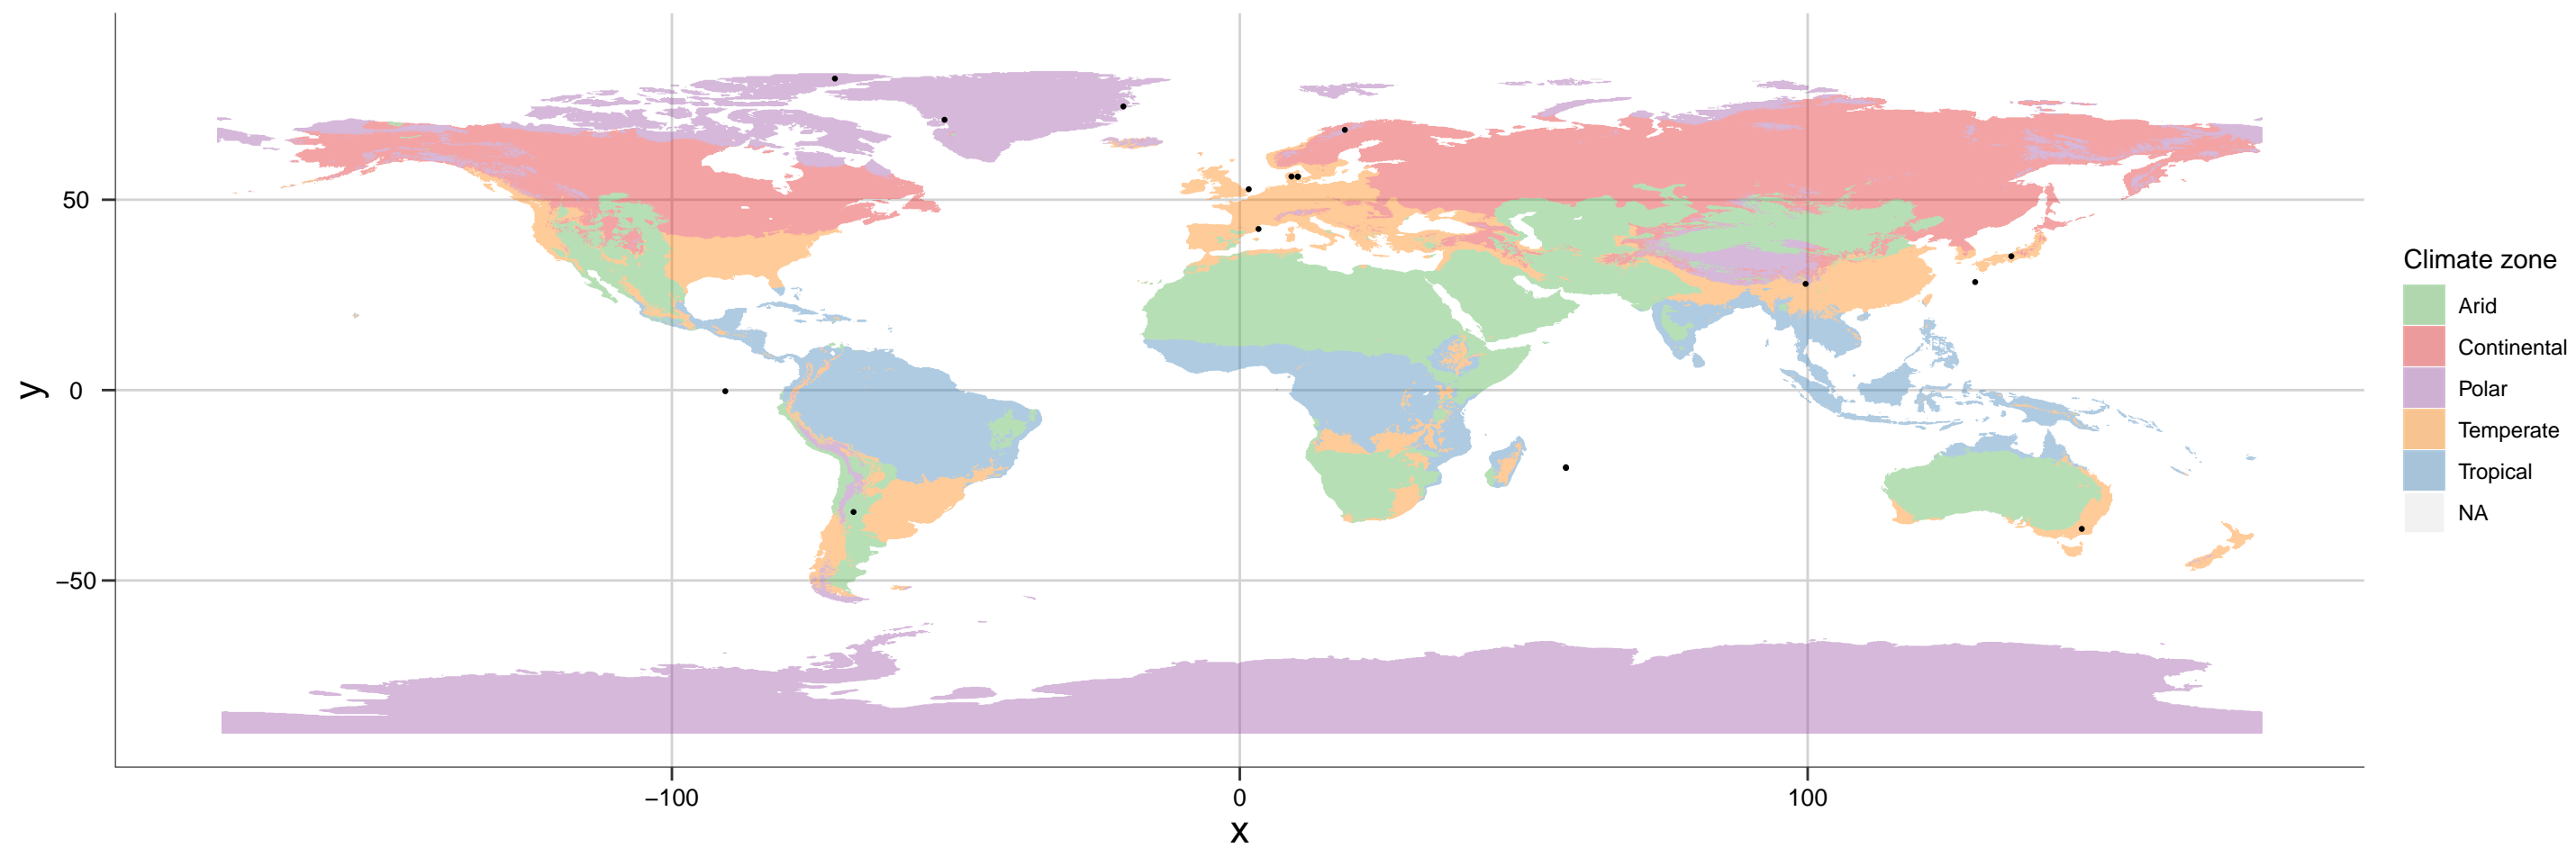 50
0
−50
y
−100
0
100
x
Climate zone
Arid
Continental
Polar
Temperate
Tropical
NA